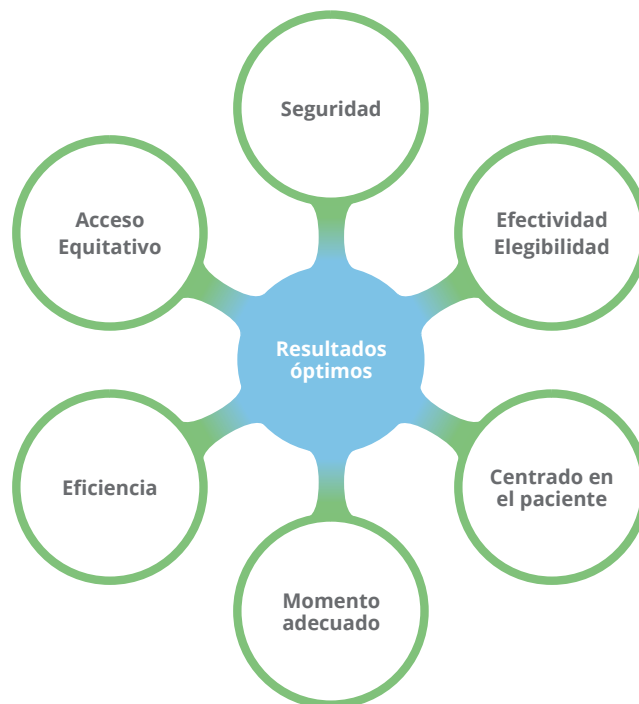 Seguridad
Acceso
Equitativo
Efectividad
Elegibilidad
Resultados
óptimos
Eficiencia
Centrado en
el paciente
Momento
adecuado